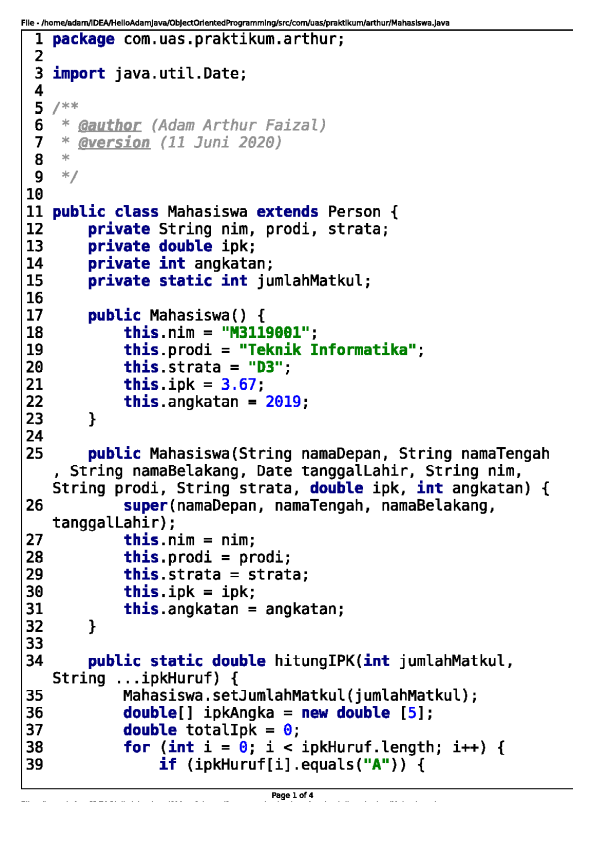 File - /home/adam/IDEA/HelloAdamJava/ObjectOrientedProgramming/src/com/uas/praktikum/arthur/Mahasiswa.java
1 package com.uas.praktikum.arthur;
2
3 import java.util.Date;
4
5 /**
6  * @author (Adam Arthur Faizal)
7  * @version (11 Juni 2020)
8  *
9  */
10
11 public class Mahasiswa extends Person {
12     private String nim, prodi, strata;
13     private double ipk;
14     private int angkatan;
15     private static int jumlahMatkul;
16
17     public Mahasiswa() {
18         this.nim = "M3119001";
19         this.prodi = "Teknik Informatika";
20         this.strata = "D3";
21         this.ipk = 3.67;
22         this.angkatan = 2019;
23     }
24
25     public Mahasiswa(String namaDepan, String namaTengah
, String namaBelakang, Date tanggalLahir, String nim,
String prodi, String strata, double ipk, int angkatan) {
26         super(namaDepan, namaTengah, namaBelakang,
tanggalLahir);
27         this.nim = nim;
28         this.prodi = prodi;
29         this.strata = strata;
30         this.ipk = ipk;
31         this.angkatan = angkatan;
32     }
33
34     public static double hitungIPK(int jumlahMatkul,
String ...ipkHuruf) {
35         Mahasiswa.setJumlahMatkul(jumlahMatkul);
36         double[] ipkAngka = new double [5];
37         double totalIpk = 0;
38         for (int i = 0; i < ipkHuruf.length; i++) {
39             if (ipkHuruf[i].equals("A")) {
Page 1 of 4